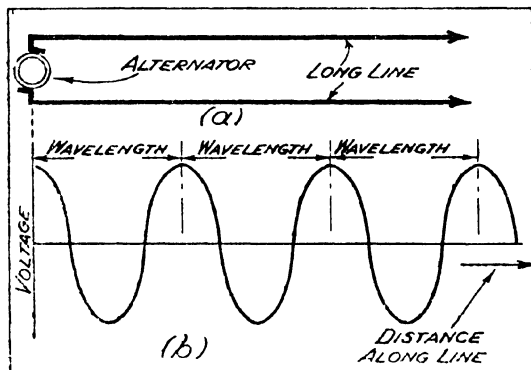 ALTERNATOR
LONG LINE
(a)
WAVELENGTH WAVELENGTH WAVELENGTH
VOLTAGE
(b)
DISTANCE
ALONG LINE